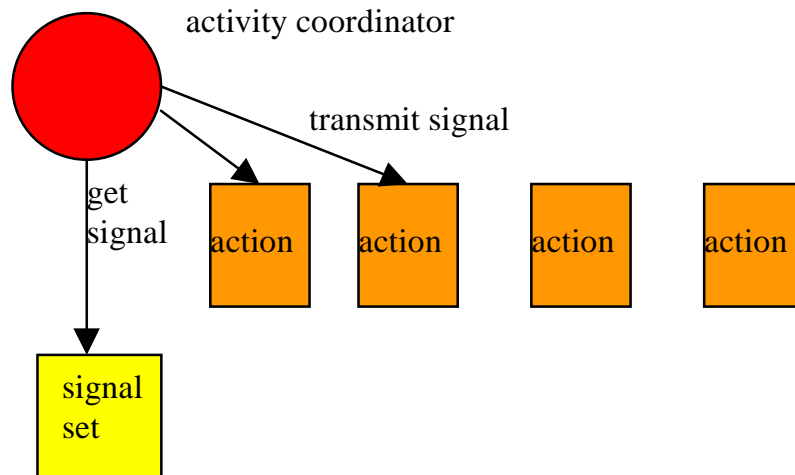 activity coordinator
transmit signal
get
signal
action
action
action
action
signal
set